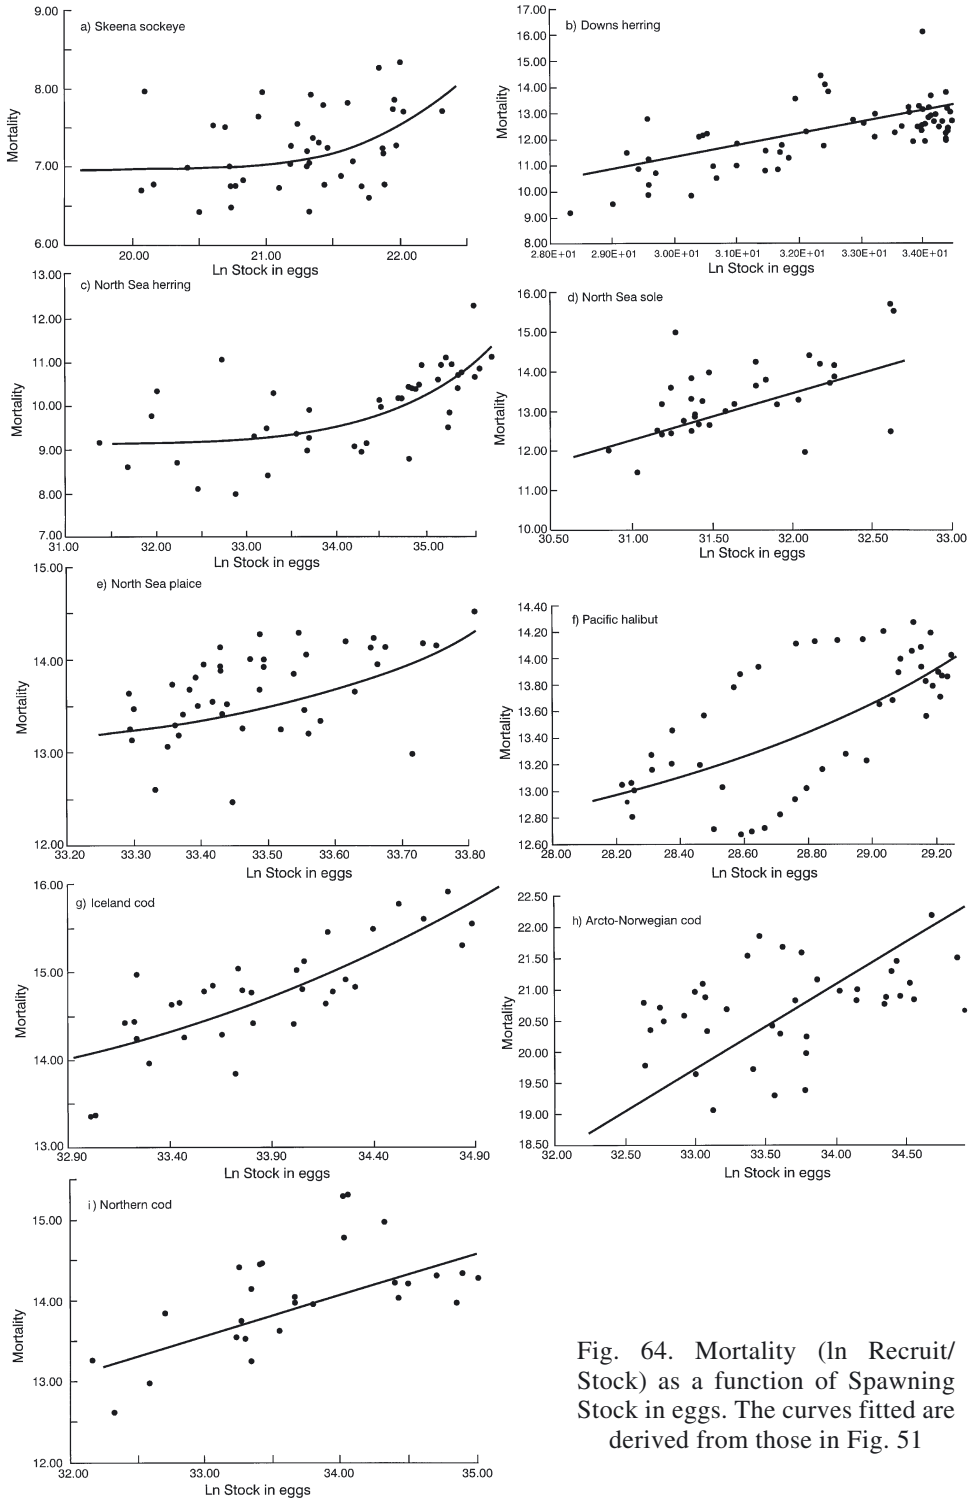 a) Skeena sockeye
9.00
8.00
7.00
6.00
Mortality
20.00 21.00 22.00
Ln Stock in eggs
b) Downs herring
17.00
16.00
15.00
14.00
13.00
12.00
11.00
10.00
9.00
8.00
Mortality
2.80E+01 2.90E+01 3.00E+01 3.10E+01 3.20E+01 3.30E+01 3.40E+01
Ln Stock in eggs
c) North Sea herring
13.00
12.00
11.00
10.00
9.00
8.00
7.00
Mortality
31.00 32.00 33.00 34.00 35.00
Ln Stock in eggs
d) North Sea sole
16.00
15.00
14.00
13.00
12.00
11.00
10.00
Mortality
30.50 31.00 31.50 32.00 32.50 33.00
Ln Stock in eggs
e) North Sea plaice
15.00
14.00
13.00
12.00
Mortality
33.20 33.30 33.40 33.50 33.60 33.70 33.80
Ln Stock in eggs
f) Pacific halibut
14.40
14.20
14.00
13.80
13.60
13.40
13.20
13.00
12.80
12.60
Mortality
28.00 28.20 28.40 28.60 28.80 29.00 29.20
Ln Stock in eggs
g) Iceland cod
16.00
15.00
14.00
13.00
Mortality
32.90 33.40 33.90 34.40 34.90
Ln Stock in eggs
h) Arcto-Norwegian cod
22.50
22.00
21.50
21.00
20.50
20.00
19.50
19.00
18.50
Mortality
32.00 32.50 33.00 33.50 34.00 34.50
Ln Stock in eggs
i) Northern cod
15.00
14.00
13.00
12.00
Mortality
32.00 33.00 34.00 35.00
Ln Stock in eggs
Fig. 64. Mortality (ln Recruit/
Stock) as a function of Spawning
Stock in eggs. The curves fitted are
derived from those in Fig. 51